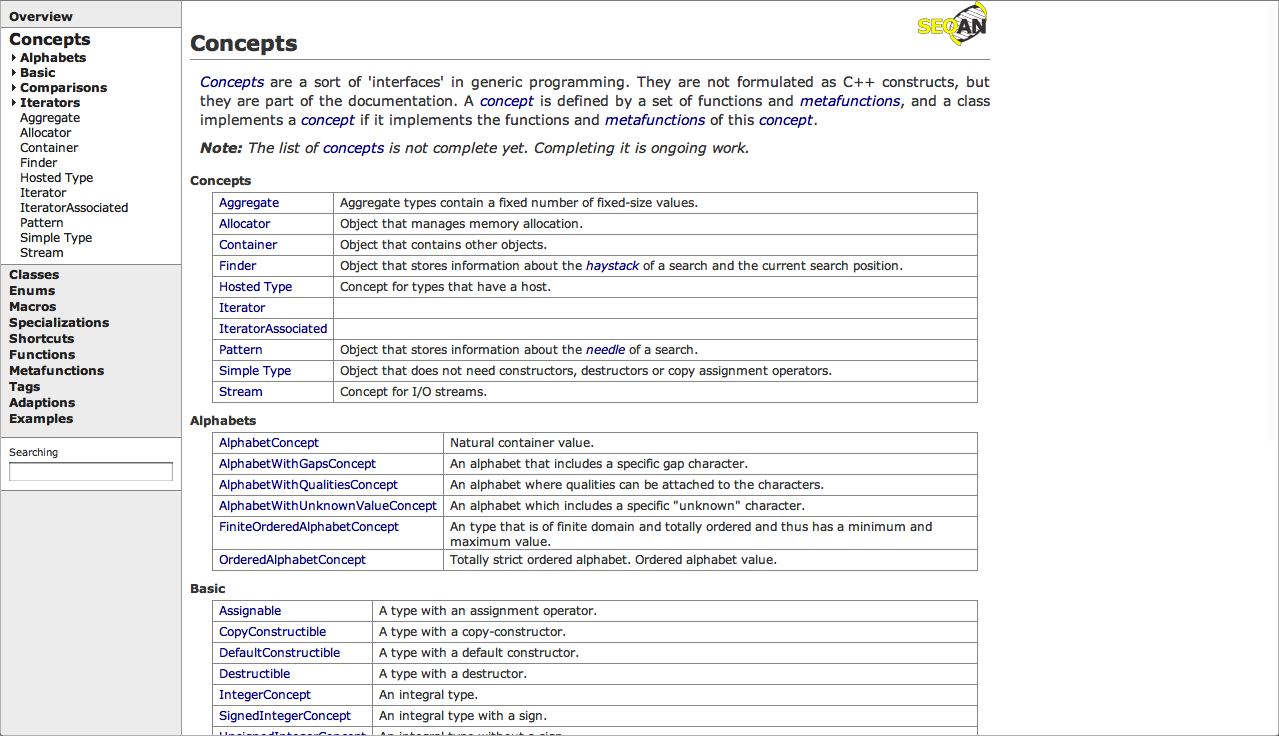 Overview
Concepts
Alphabets
Basic
Comparisons
Iterators
Aggregate
Allocator
Container
Finder
Hosted Type
Iterator
IteratorAssociated
Pattern
Simple Type
Stream
Classes
Enums
Macros
Specializations
Shortcuts
Functions
Metafunctions
Tags
Adaptions
Examples
Searching
SEQAN
Concepts
Concepts are a sort of 'interfaces' in generic programming. They are not formulated as C++ constructs, but
they are part of the documentation. A concept is defined by a set of functions and metafunctions, and a class
implements a concept if it implements the functions and metafunctions of this concept.
Note: The list of concepts is not complete yet. Completing it is ongoing work.
Concepts
Aggregate Aggregate types contain a fixed number of fixed-size values.
Allocator Object that manages memory allocation.
Container Object that contains other objects.
Finder Object that stores information about the haystack of a search and the current search position.
Hosted Type Concept for types that have a host.
Iterator
IteratorAssociated
Pattern Object that stores information about the needle of a search.
Simple Type Object that does not need constructors, destructors or copy assignment operators.
Stream Concept for I/O streams.
Alphabets
AlphabetConcept Natural container value.
AlphabetWithGapsConcept An alphabet that includes a specific gap character.
AlphabetWithQualitiesConcept An alphabet where qualities can be attached to the characters.
AlphabetWithUnknownValueConcept An alphabet which includes a specific "unknown" character.
FiniteOrderedAlphabetConcept An type that is of finite domain and totally ordered and thus has a minimum and
maximum value.
OrderedAlphabetConcept Totally strict ordered alphabet. Ordered alphabet value.
Basic
Assignable A type with an assignment operator.
CopyConstructible A type with a copy-constructor.
DefaultConstructible A type with a default constructor.
Destructible A type with a destructor.
IntegerConcept An integral type.
SignedIntegerConcept An integral type with a sign.
UnsignedIntegerConcept An integral type without a sign.